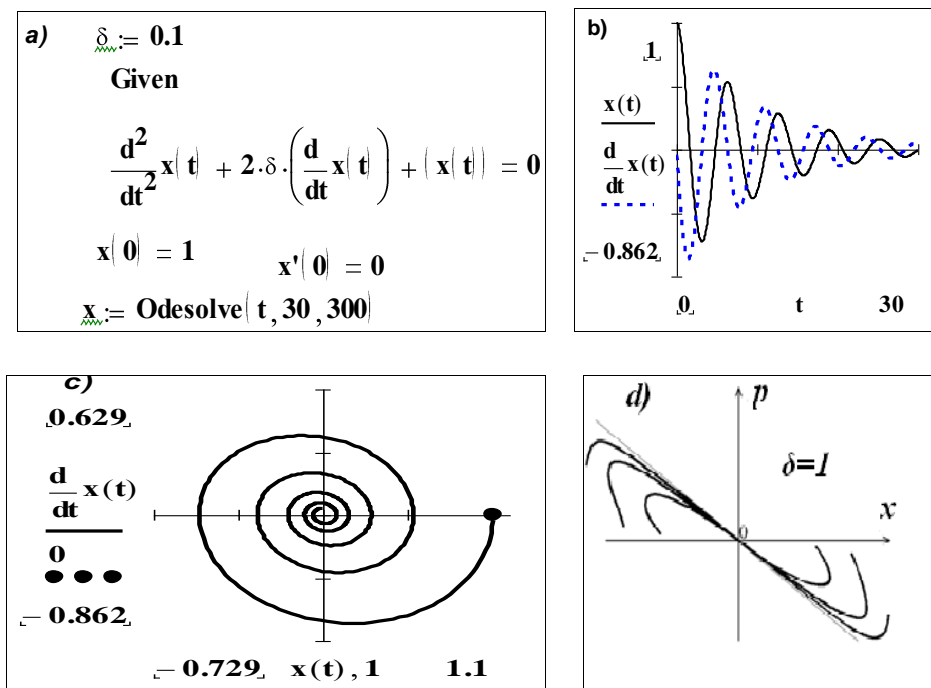 a)
δ := 0.1
Given
d²/dt² x(t) + 2·δ·(d/dt x(t)) + (x(t)) = 0
x(0) = 1
x'(0) = 0
x := Odesolve(t, 30, 300)
b)
1
x(t)
d/dt x(t)
−0.862
0 t 30
c)
0.629
d/dt x(t)
0
−0.862
−0.729 x(t), 1 1.1
d) p
δ=1
x
0